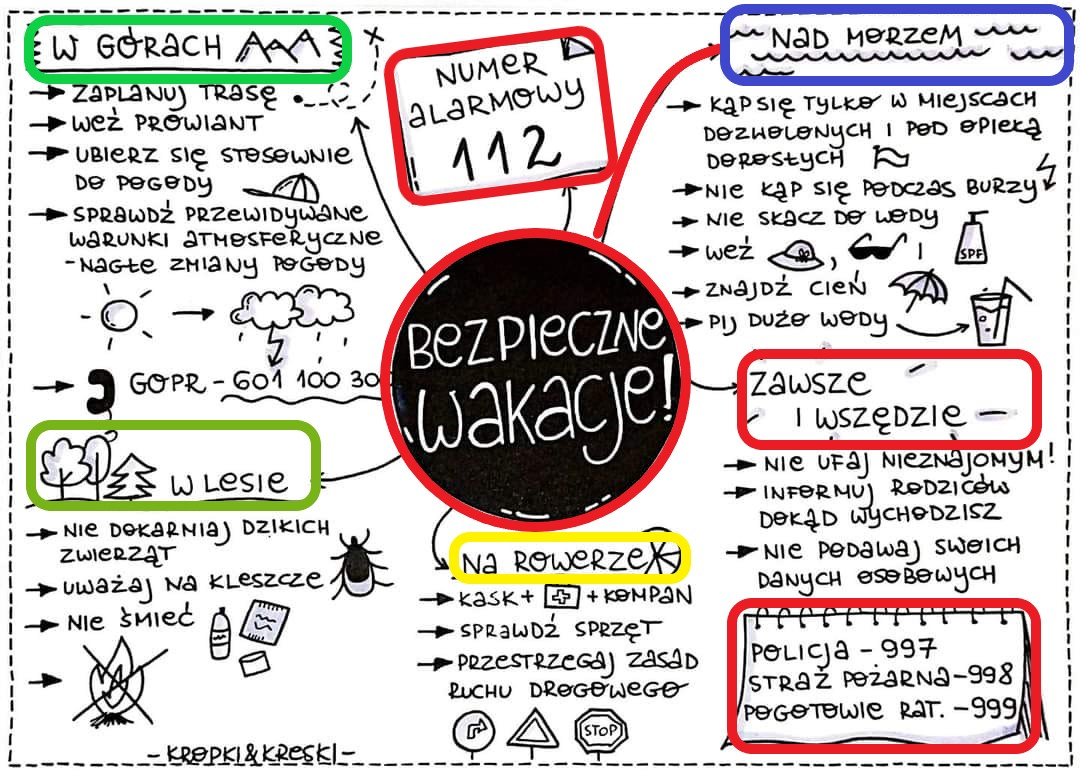 W GÓRACH
ZAPLANUJ TRASĘ
WEŹ PROWIANT
UBIERZ SIĘ STOSOWNIE
DO POGODY
SPRAWDŹ PRZEWIDYWANE
WARUNKI ATMOSFERYCZNE
-NAGŁE ZMIANY POGODY
GOPR - 601 100 300
W LESIE
NIE DOKARMIAJ DZIKICH
ZWIERZĄT
UWAŻAJ NA KLESZCZE
NIE ŚMIEĆ
-KROPKI&KRESKI-
NUMER
ALARMOWY
112
BEZPIECZNE
WAKACJE!
NA ROWERZE
KASK+ +KOMPAN
SPRAWDŹ SPRZĘT
PRZESTRZEGAJ ZASAD
RUCHU DROGOWEGO
STOP
NAD MORZEM
KĄP SIĘ TYLKO W MIEJSCACH
DOZWOLONYCH I POD OPIEKĄ
DOROSŁYCH
NIE KĄP SIĘ PODCZAS BURZY
NIE SKACZ DO WODY
WEŹ , I SPF
ZNAJDŹ CIEŃ
PIJ DUŻO WODY
ZAWSZE
I WSZĘDZIE
NIE UFAJ NIEZNAJOMYM!
INFORMUJ RODZICÓW
DOKĄD WYCHODZISZ
NIE PODAWAJ SWOICH
DANYCH OSOBOWYCH
POLICJA - 997
STRAŻ POŻARNA-998
POGOTOWIE RAT. -999